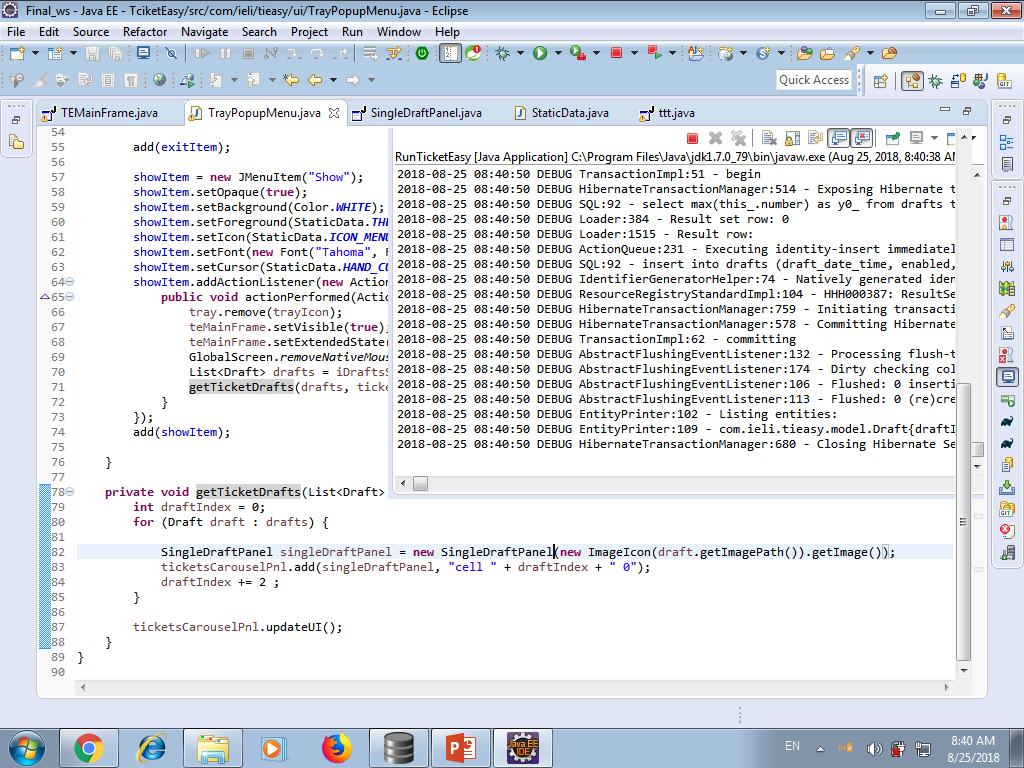 Final_ws - Java EE - TciketEasy/src/com/ieli/tieasy/ui/TrayPopupMenu.java - Eclipse
File Edit Source Refactor Navigate Search Project Run Window Help
Quick Access
TEMainFrame.java TrayPopupMenu.java SingleDraftPanel.java StaticData.java ttt.java
RunTicketEasy [Java Application] C:\Program Files\Java\jdk1.7.0_79\bin\javaw.exe (Aug 25, 2018, 8:40:38 AM
2018-08-25 08:40:50 DEBUG TransactionImpl:51 - begin
2018-08-25 08:40:50 DEBUG HibernateTransactionManager:514 - Exposing Hibernate t
2018-08-25 08:40:50 DEBUG SQL:92 - select max(this_.number) as y0_ from drafts t
2018-08-25 08:40:50 DEBUG Loader:384 - Result set row: 0
2018-08-25 08:40:50 DEBUG Loader:1515 - Result row:
2018-08-25 08:40:50 DEBUG ActionQueue:231 - Executing identity-insert immediatel
2018-08-25 08:40:50 DEBUG SQL:92 - insert into drafts (draft_date_time, enabled,
2018-08-25 08:40:50 DEBUG IdentifierGeneratorHelper:74 - Natively generated iden
2018-08-25 08:40:50 DEBUG ResourceRegistryStandardImpl:104 - HHH000387: ResultSe
2018-08-25 08:40:50 DEBUG HibernateTransactionManager:759 - Initiating transacti
2018-08-25 08:40:50 DEBUG HibernateTransactionManager:578 - Committing Hibernate
2018-08-25 08:40:50 DEBUG TransactionImpl:62 - committing
2018-08-25 08:40:50 DEBUG AbstractFlushingEventListener:132 - Processing flush-t
2018-08-25 08:40:50 DEBUG AbstractFlushingEventListener:174 - Dirty checking col
2018-08-25 08:40:50 DEBUG AbstractFlushingEventListener:106 - Flushed: 0 inserti
2018-08-25 08:40:50 DEBUG AbstractFlushingEventListener:113 - Flushed: 0 (re)cre
2018-08-25 08:40:50 DEBUG EntityPrinter:102 - Listing entities:
2018-08-25 08:40:50 DEBUG EntityPrinter:109 - com.ieli.tieasy.model.Draft{draftI
2018-08-25 08:40:50 DEBUG HibernateTransactionManager:680 - Closing Hibernate Se
54
55 add(exitItem);
56
57 showItem = new JMenuItem("Show");
58 showItem.setOpaque(true);
59 showItem.setBackground(Color.WHITE);
60 showItem.setForeground(StaticData.THE
61 showItem.setIcon(StaticData.ICON_MENU
62 showItem.setFont(new Font("Tahoma", F
63 showItem.setCursor(StaticData.HAND_CU
64 showItem.addActionListener(new Action
65 public void actionPerformed(Actio
66 tray.remove(trayIcon);
67 teMainFrame.setVisible(true);
68 teMainFrame.setExtendedState(
69 GlobalScreen.removeNativeMous
70 List<Draft> drafts = iDraftsS
71 getTicketDrafts(drafts, ticke
72 }
73 });
74 add(showItem);
75
76 }
77
78 private void getTicketDrafts(List<Draft>
79 int draftIndex = 0;
80 for (Draft draft : drafts) {
81
82 SingleDraftPanel singleDraftPanel = new SingleDraftPanel(new ImageIcon(draft.getImagePath()).getImage());
83 ticketsCarouselPnl.add(singleDraftPanel, "cell " + draftIndex + " 0");
84 draftIndex += 2 ;
85 }
86
87 ticketsCarouselPnl.updateUI();
88 }
89 }
90
EN
8:40 AM
8/25/2018